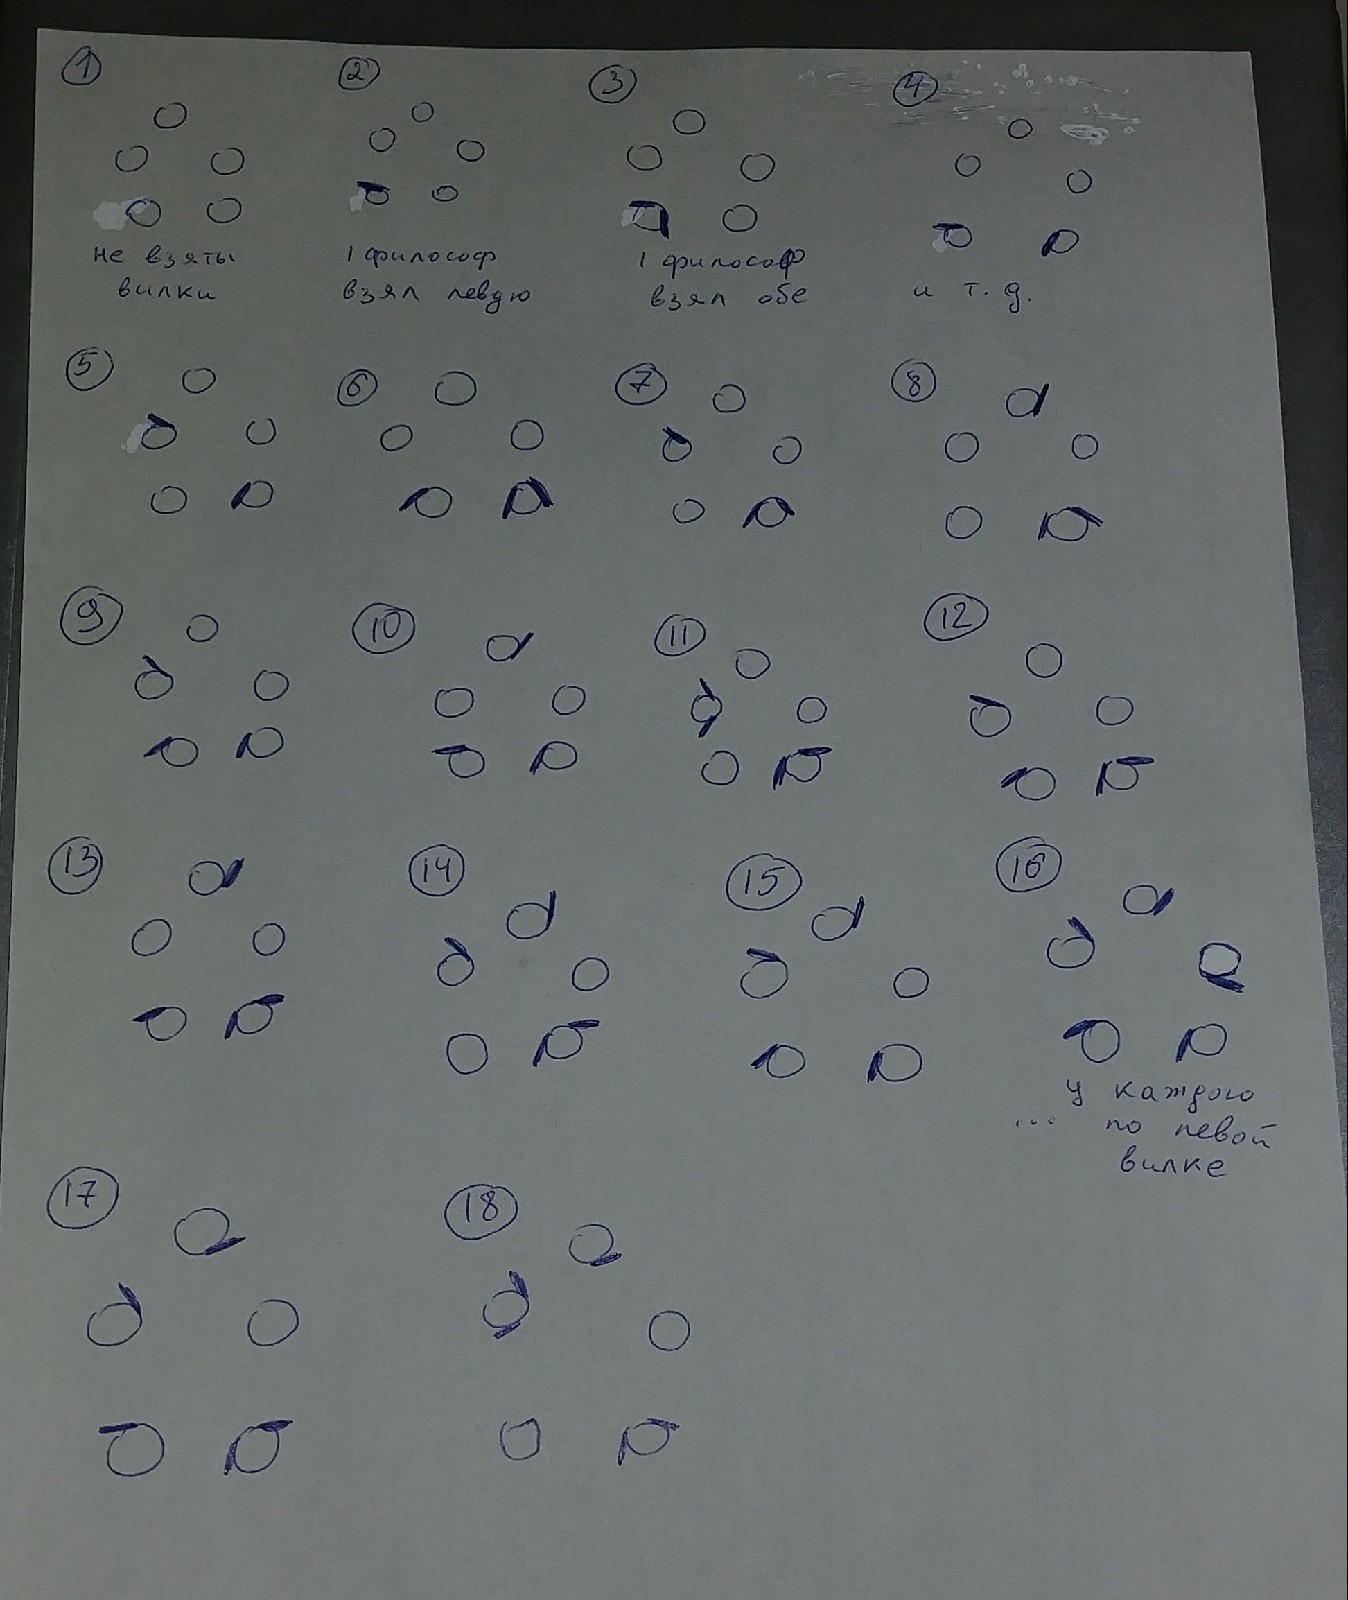 1
2
3
4
не взяты
вилки
1 философ
взял левую
1 философ
взял обе
и т.д.
5
6
7
8
9
10
11
12
13
14
15
16
у каждого
... по левой
вилке
17
18